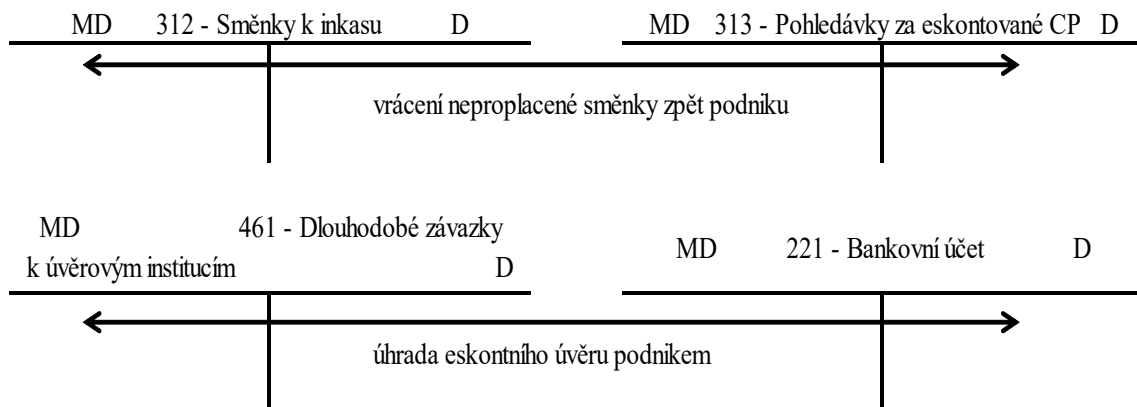 MD 312 - Směnky k inkasu D MD 313 - Pohledávky za eskontované CP D
vrácení neproplacené směnky zpět podniku
MD 461 - Dlouhodobé závazky
k úvěrovým institucím D MD 221 - Bankovní účet D
úhrada eskontního úvěru podnikem